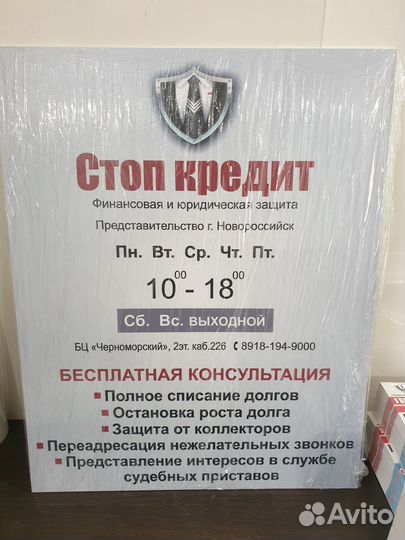 Стоп кредит
Финансовая и юридическая защита
Представительство г. Новороссийск
Пн. Вт. Ср. Чт. Пт.
10⁰⁰ - 18⁰⁰
Сб. Вс. выходной
БЦ «Черноморский», 2эт. каб.226 8918-194-9000
БЕСПЛАТНАЯ КОНСУЛЬТАЦИЯ
Полное списание долгов
Остановка роста долга
Защита от коллекторов
Переадресация нежелательных звонков
Представление интересов в службе
судебных приставов
Avito